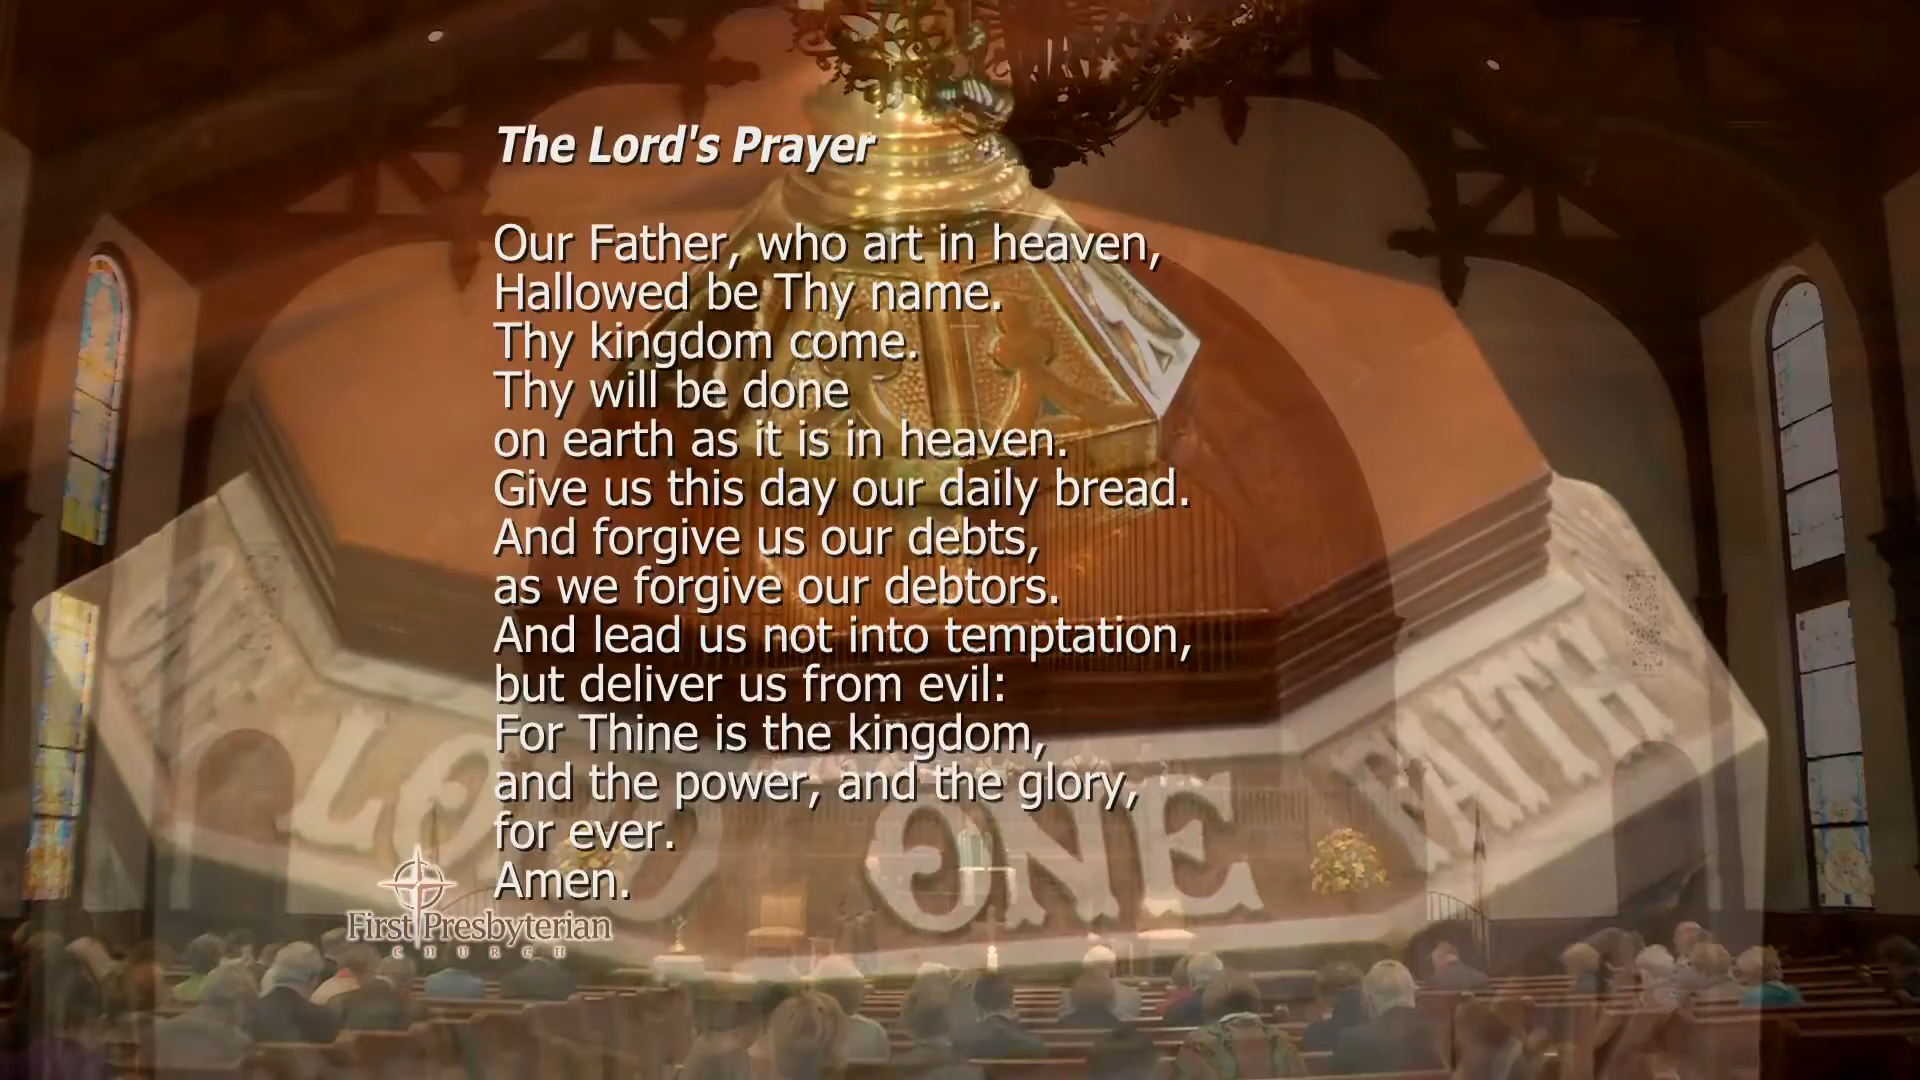 The Lord's Prayer
Our Father, who art in heaven,
Hallowed be Thy name.
Thy kingdom come.
Thy will be done
on earth as it is in heaven.
Give us this day our daily bread.
And forgive us our debts,
as we forgive our debtors.
And lead us not into temptation,
but deliver us from evil:
For Thine is the kingdom,
and the power, and the glory,
for ever.
Amen.
LORD ONE FAITH
First Presbyterian
CHURCH